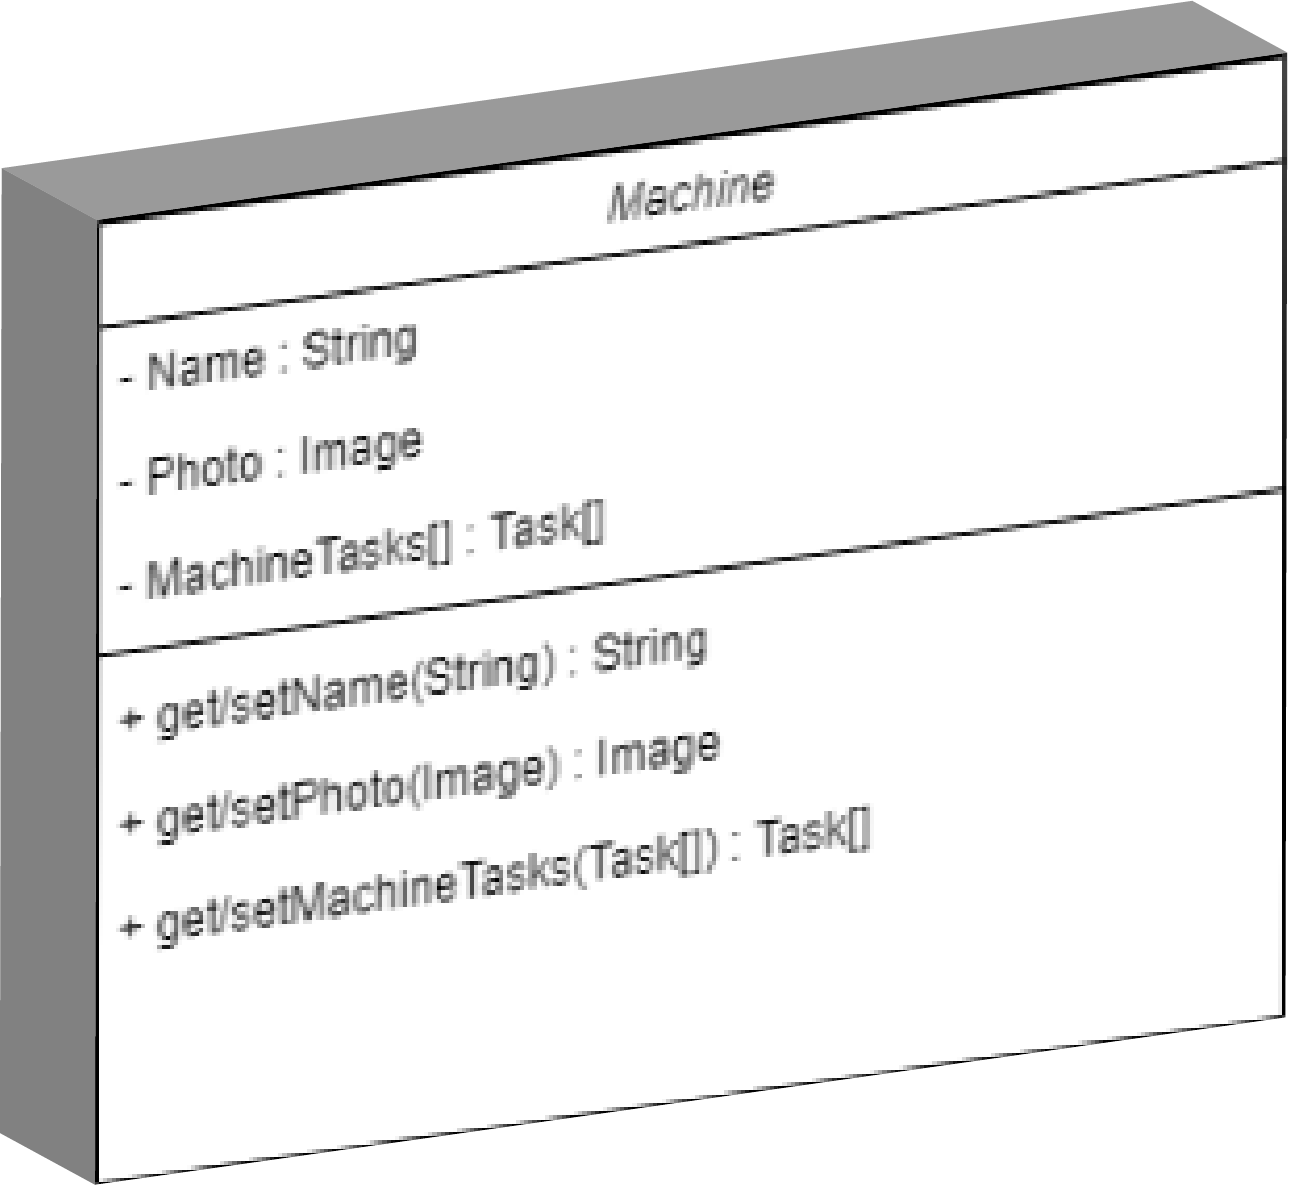 Machine
- Name : String
- Photo : Image
- MachineTasks[] : Task[]
+ get/setName(String) : String
+ get/setPhoto(Image) : Image
+ get/setMachineTasks(Task[]) : Task[]